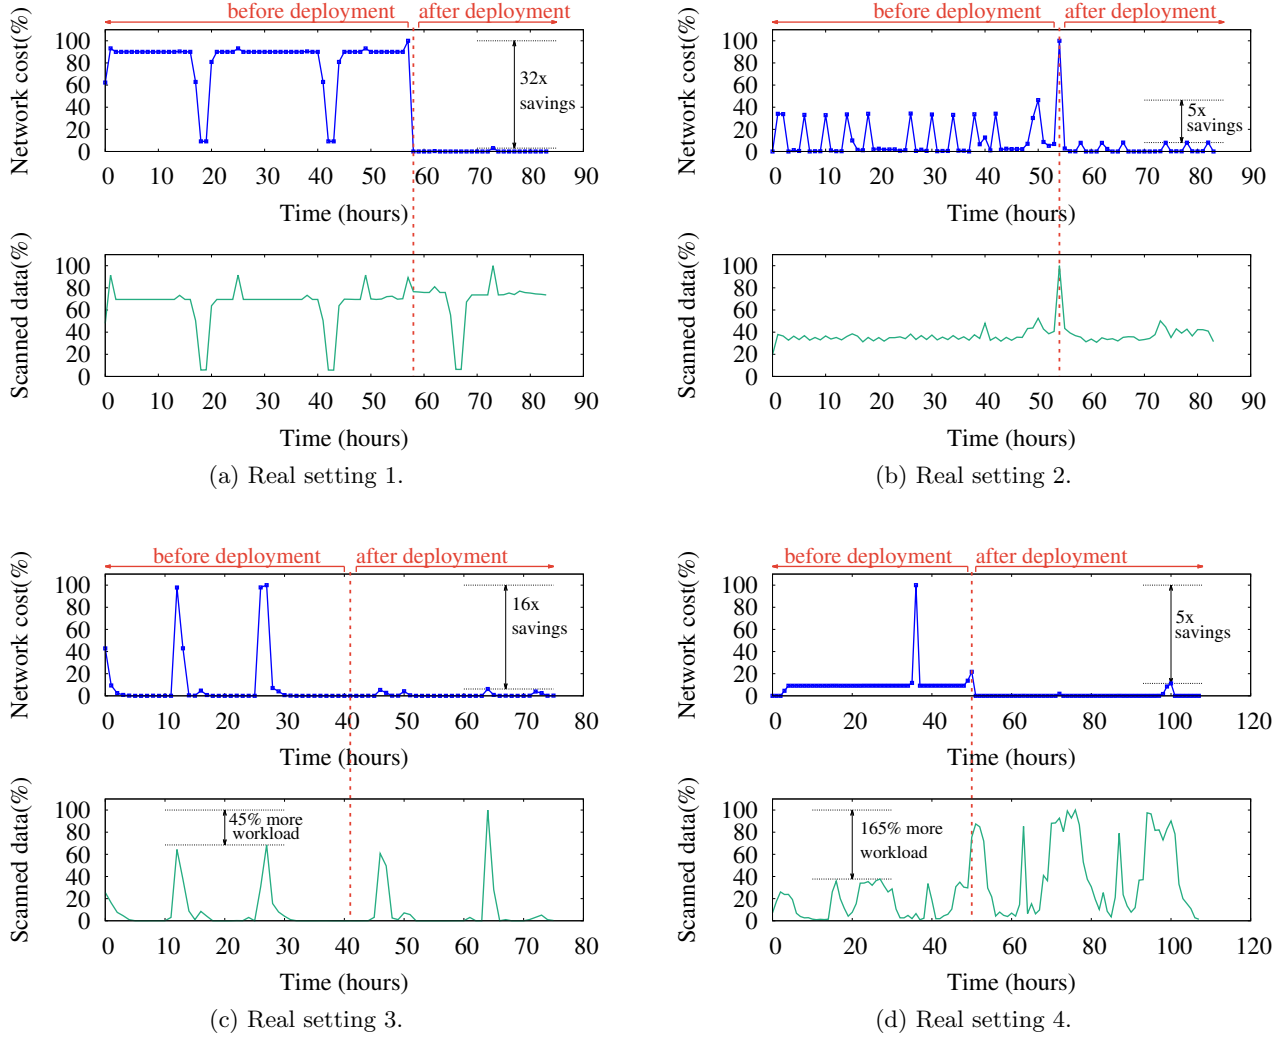 before deployment after deployment
Network cost(%)
100
80
60
40
20
0
32x
savings
0 10 20 30 40 50 60 70 80 90
Time (hours)
Scanned data(%)
100
80
60
40
20
0
0 10 20 30 40 50 60 70 80 90
Time (hours)
(a) Real setting 1.
before deployment after deployment
Network cost(%)
100
80
60
40
20
0
5x
savings
0 10 20 30 40 50 60 70 80 90
Time (hours)
Scanned data(%)
100
80
60
40
20
0
0 10 20 30 40 50 60 70 80 90
Time (hours)
(b) Real setting 2.
before deployment after deployment
Network cost(%)
100
80
60
40
20
0
16x
savings
0 10 20 30 40 50 60 70 80
Time (hours)
Scanned data(%)
100
80
60
40
20
0
45% more
workload
0 10 20 30 40 50 60 70 80
Time (hours)
(c) Real setting 3.
before deployment after deployment
Network cost(%)
100
80
60
40
20
0
5x
savings
0 20 40 60 80 100 120
Time (hours)
Scanned data(%)
100
80
60
40
20
0
165% more
workload
0 20 40 60 80 100 120
Time (hours)
(d) Real setting 4.